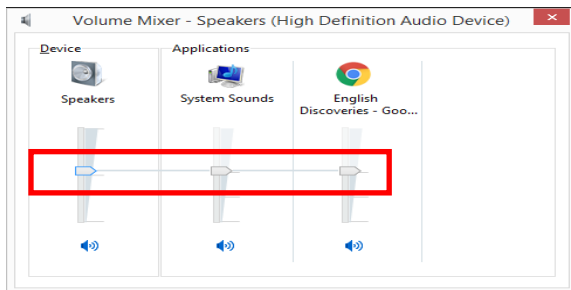 Volume Mixer - Speakers (High Definition Audio Device)
Device
Applications
Speakers
System Sounds
English
Discoveries - Goo...